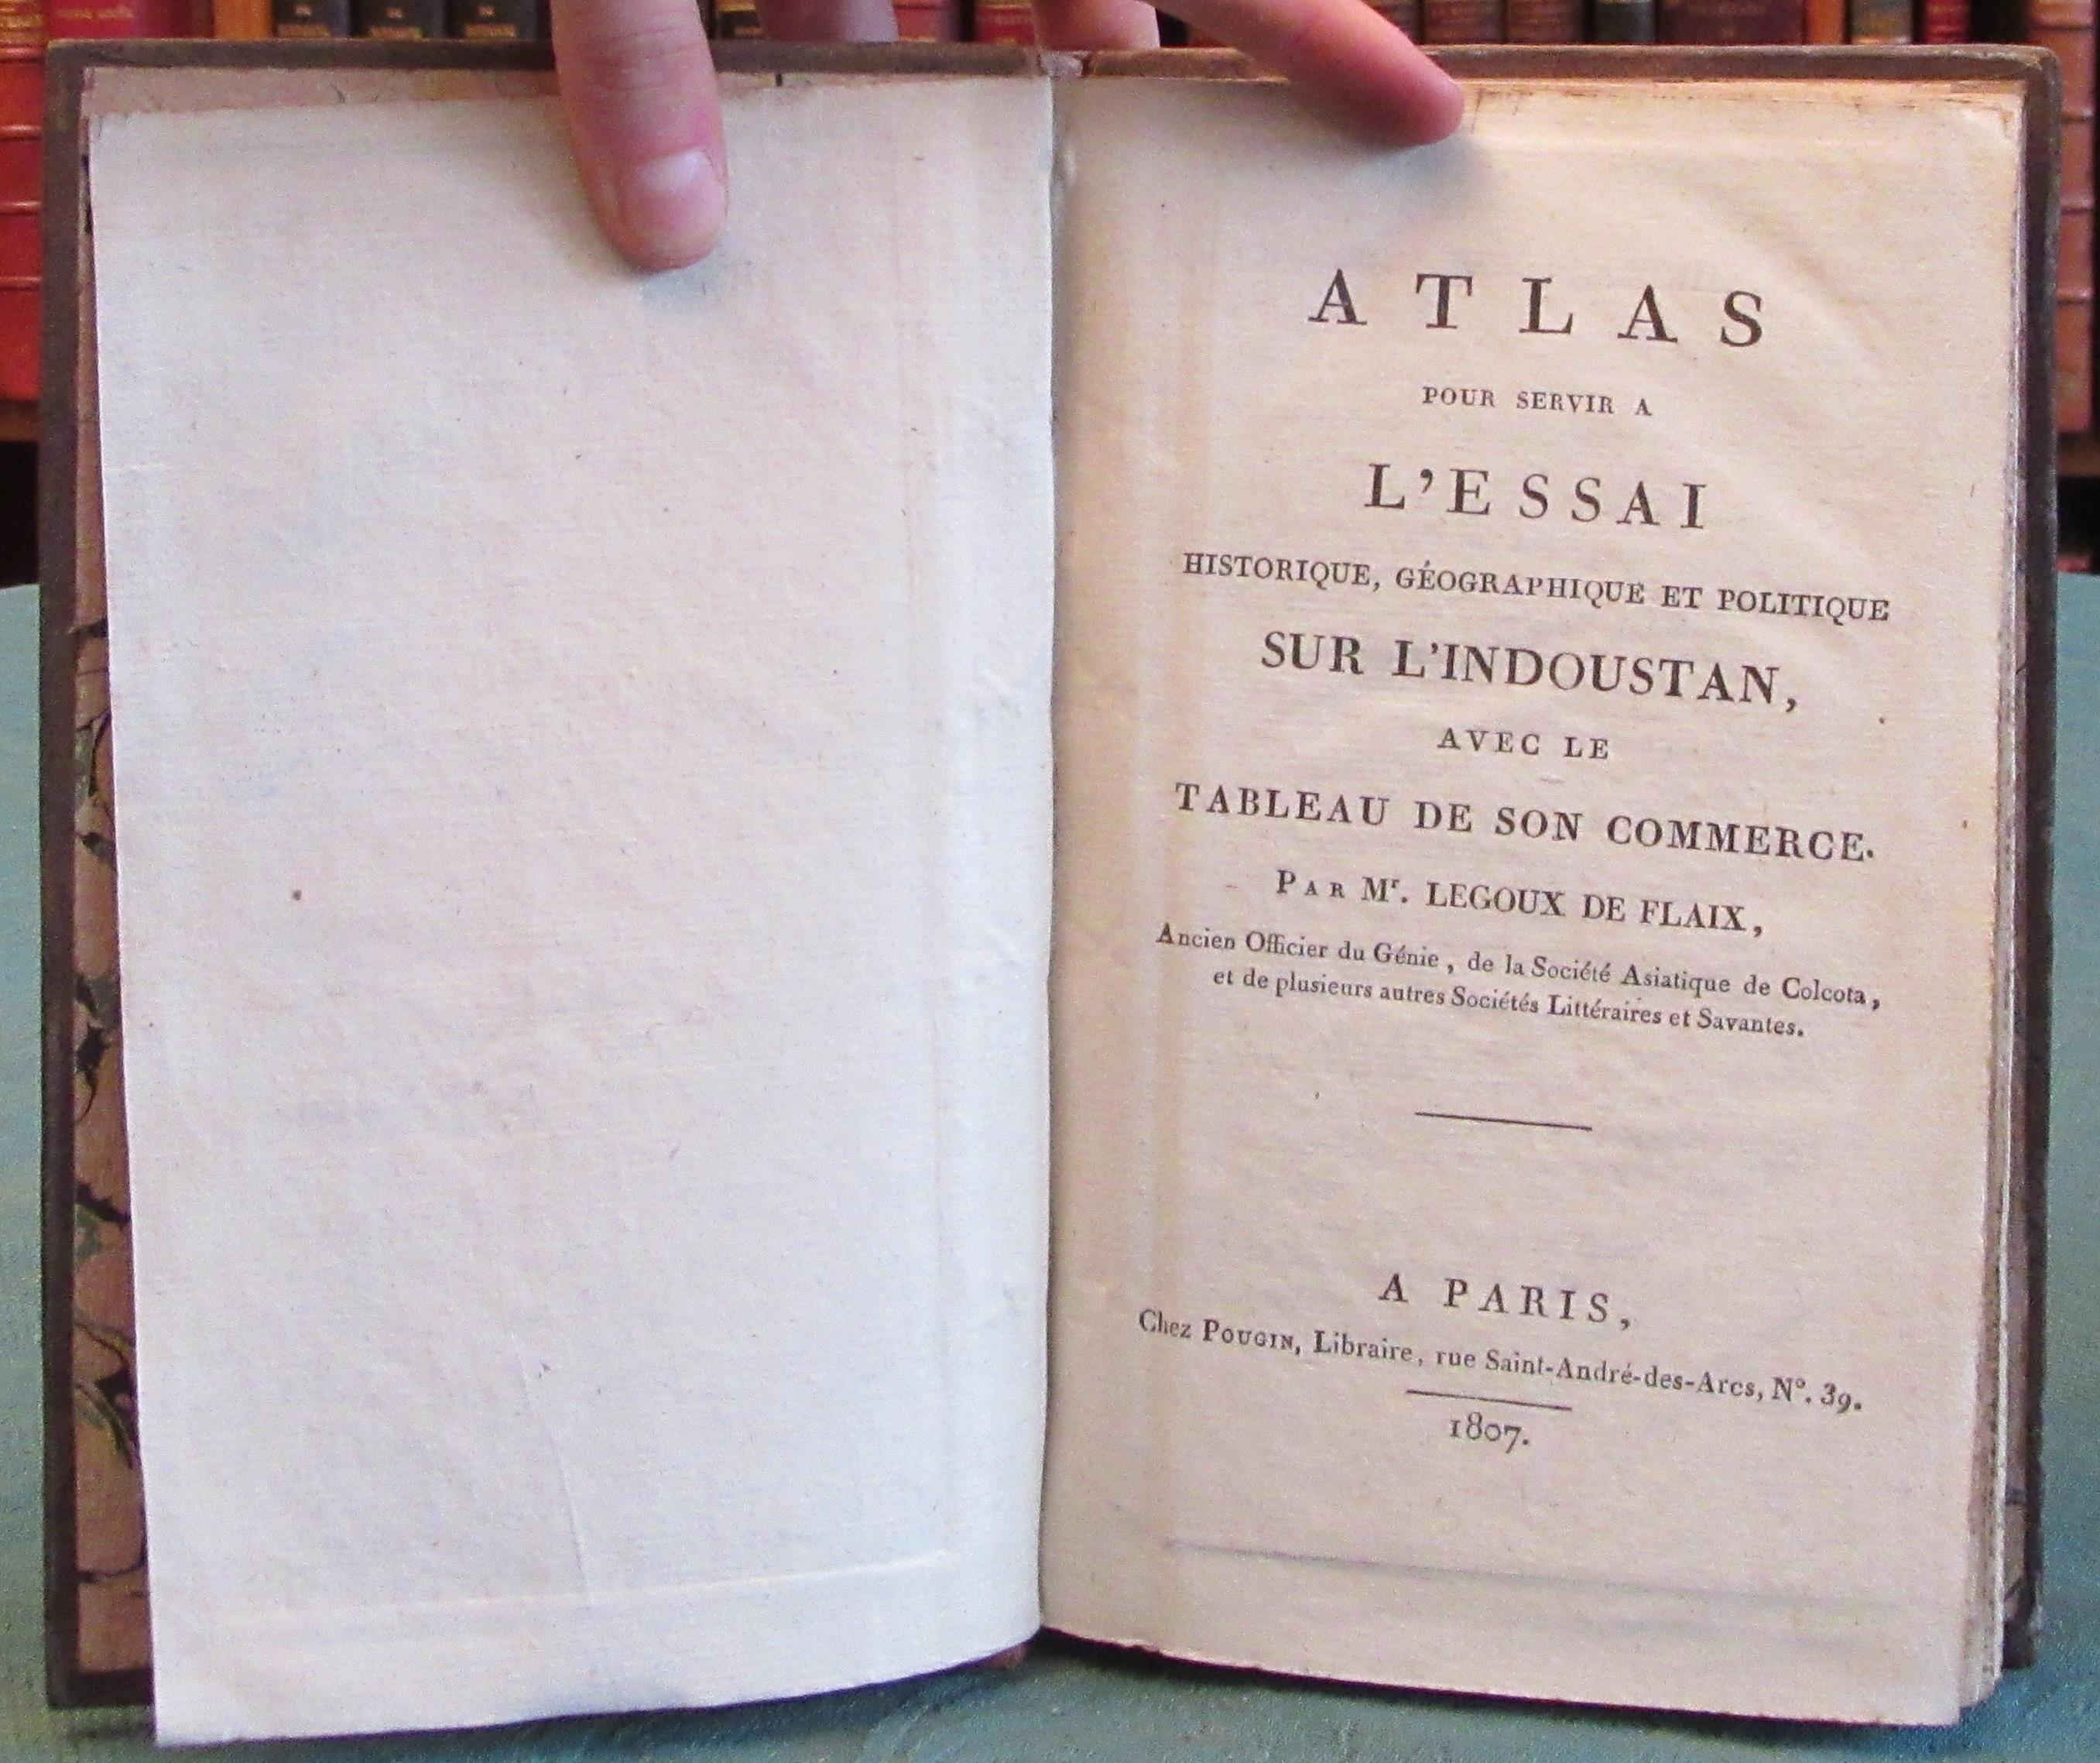 ATLAS
POUR SERVIR A
L'ESSAI
HISTORIQUE, GÉOGRAPHIQUE ET POLITIQUE
SUR L'INDOUSTAN,
AVEC LE
TABLEAU DE SON COMMERCE.
PAR Mr. LEGOUX DE FLAIX,
Ancien Officier du Génie, de la Société Asiatique de Colcota,
et de plusieurs autres Sociétés Littéraires et Savantes.
A PARIS,
Chez POUGIN, Libraire, rue Saint-André-des-Arcs, N°. 39.
1807.